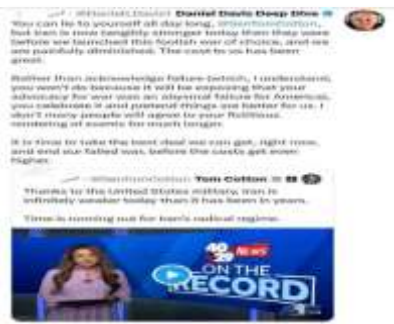 @DanielLDavis1 Daniel Davis Deep Dive
You can lie to yourself all day long, @SenTomCotton,
but Iran is now tangibly stronger today than they were
before we launched this foolish war of choice, and we
are painfully diminished. The cost to us has been
great.
Rather than acknowledge failure (which, I understand,
you won't do because it will be exposing that your
advocacy for war was an abysmal failure for America),
you celebrate it and pretend things are better for us. I
don't many people will agree to your fictitious
rendering of events for much longer.
It is time to take the best deal we can get, right now,
and end our failed war, before the costs get even
higher.
@SenTomCotton Tom Cotton
Thanks to the United States military, Iran is
infinitely weaker today than it has been in years.
Time is running out for Iran's radical regime.
40
29 News
ON THE
RECORD